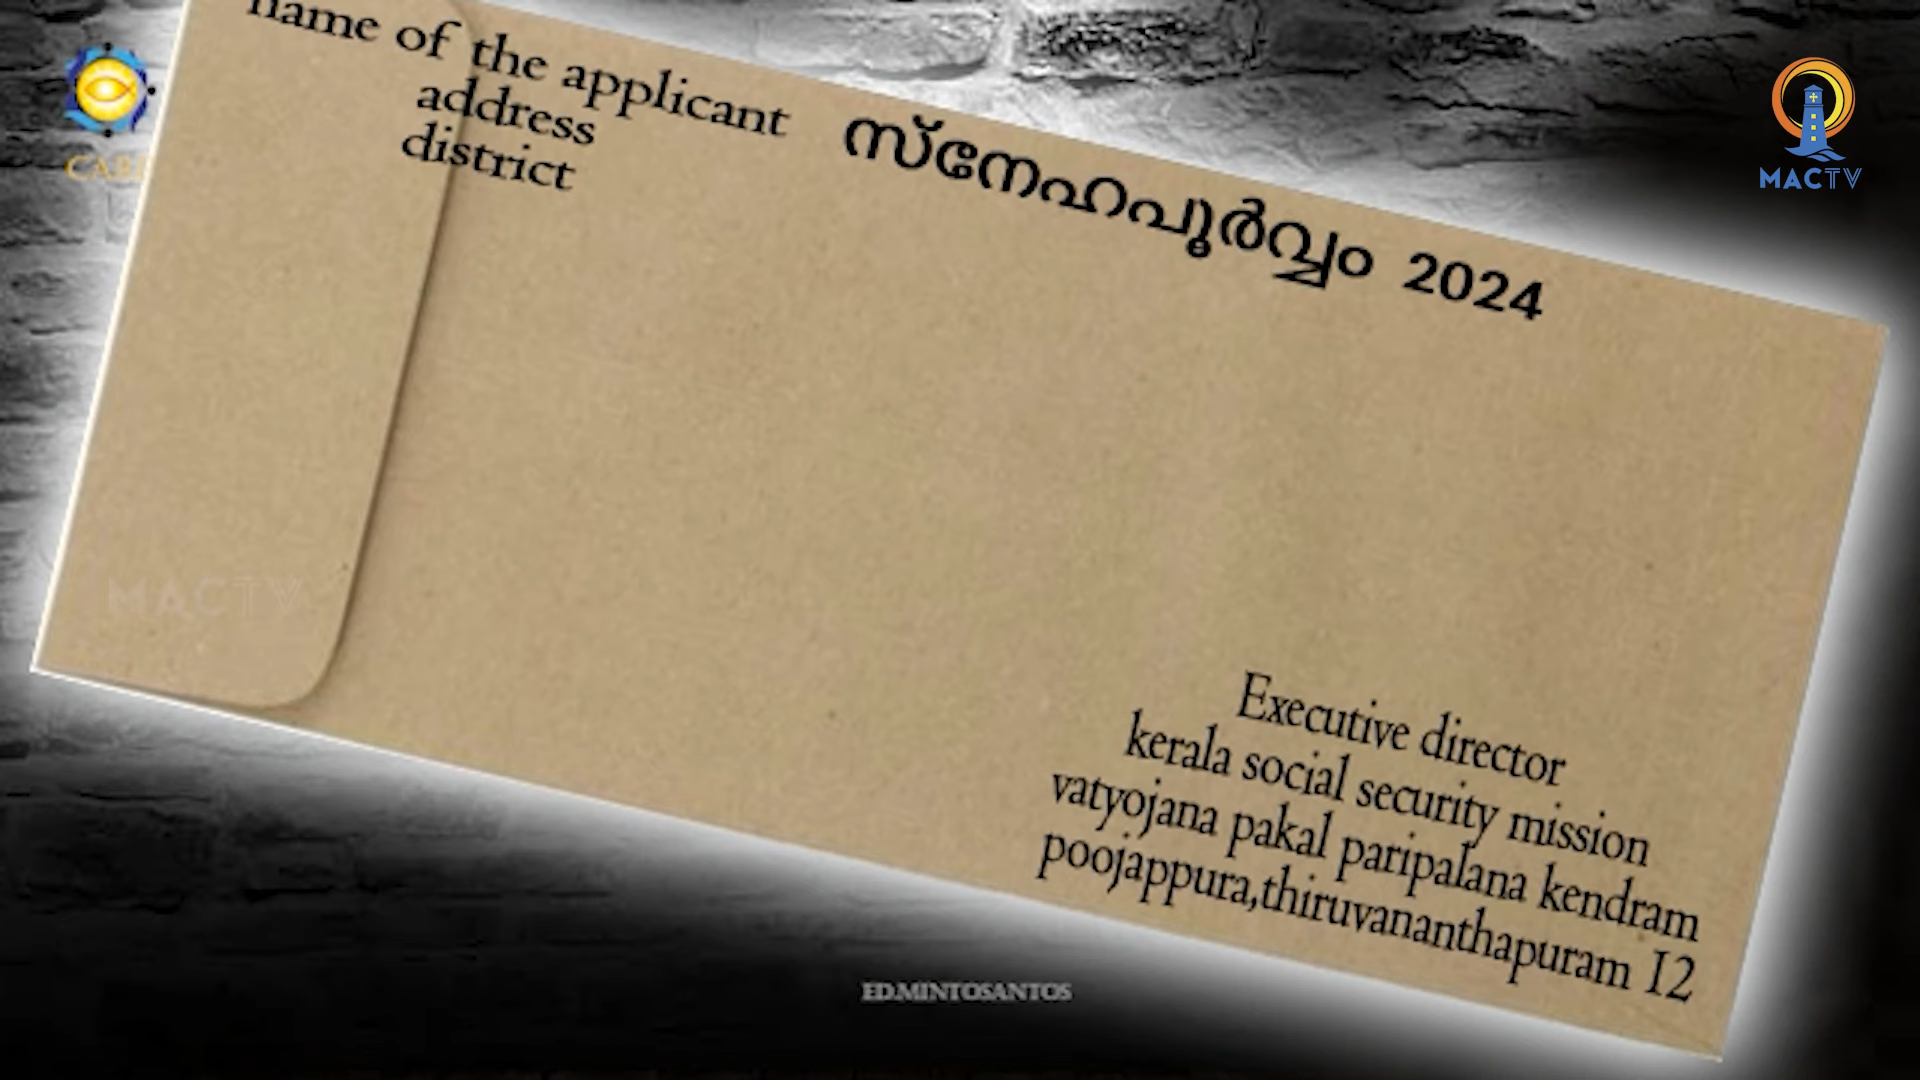 name of the applicant
address
district
സ്നേഹപൂർവ്വം 2024
MACTV
MACTV
Executive director
kerala social security mission
vatyojana pakal paripalana kendram
poojappura,thiruvananthapuram 12
ED.MINTOSANTOS